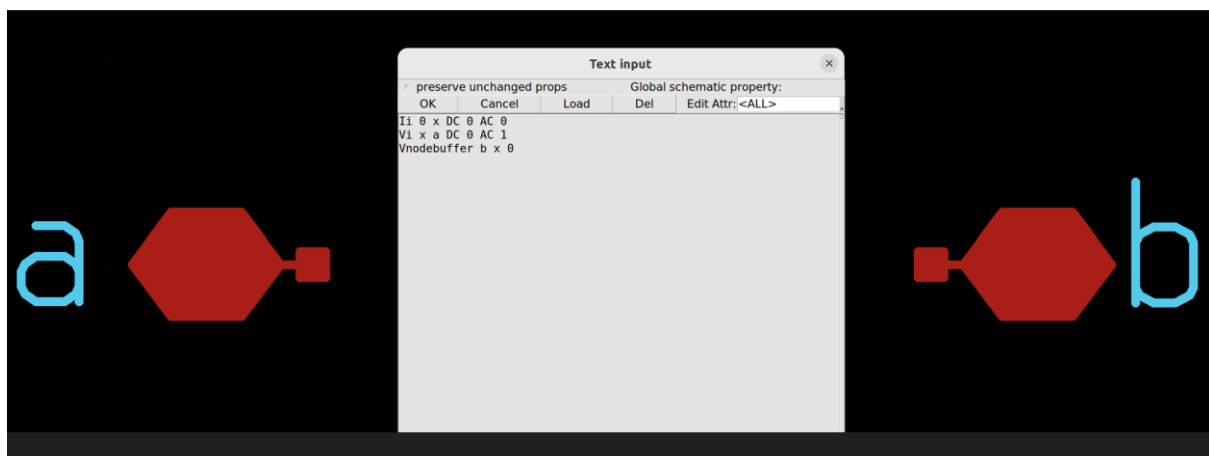 Text input
preserve unchanged props Global schematic property:
OK Cancel Load Del Edit Attr: <ALL>
Ii 0 x DC 0 AC 0
Vi x a DC 0 AC 1
Vnodebuffer b x 0
a
b